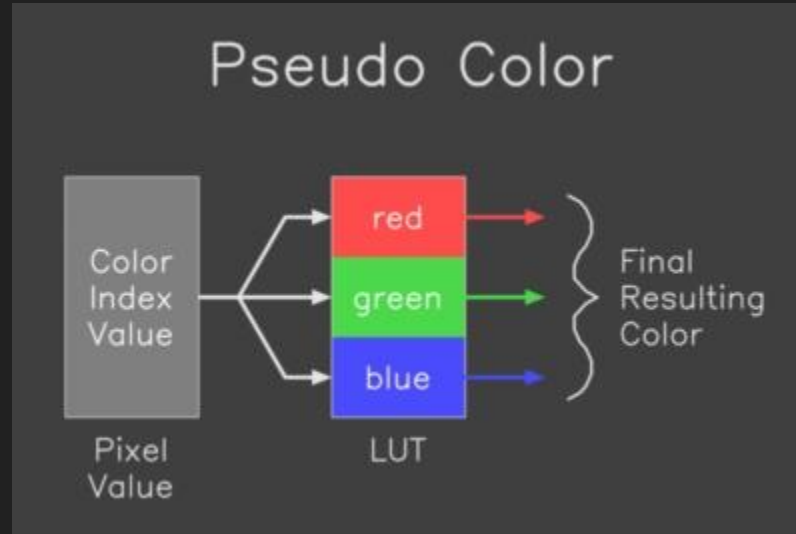 Pseudo Color
Color
Index
Value
red
green
blue
Final
Resulting
Color
Pixel
Value
LUT